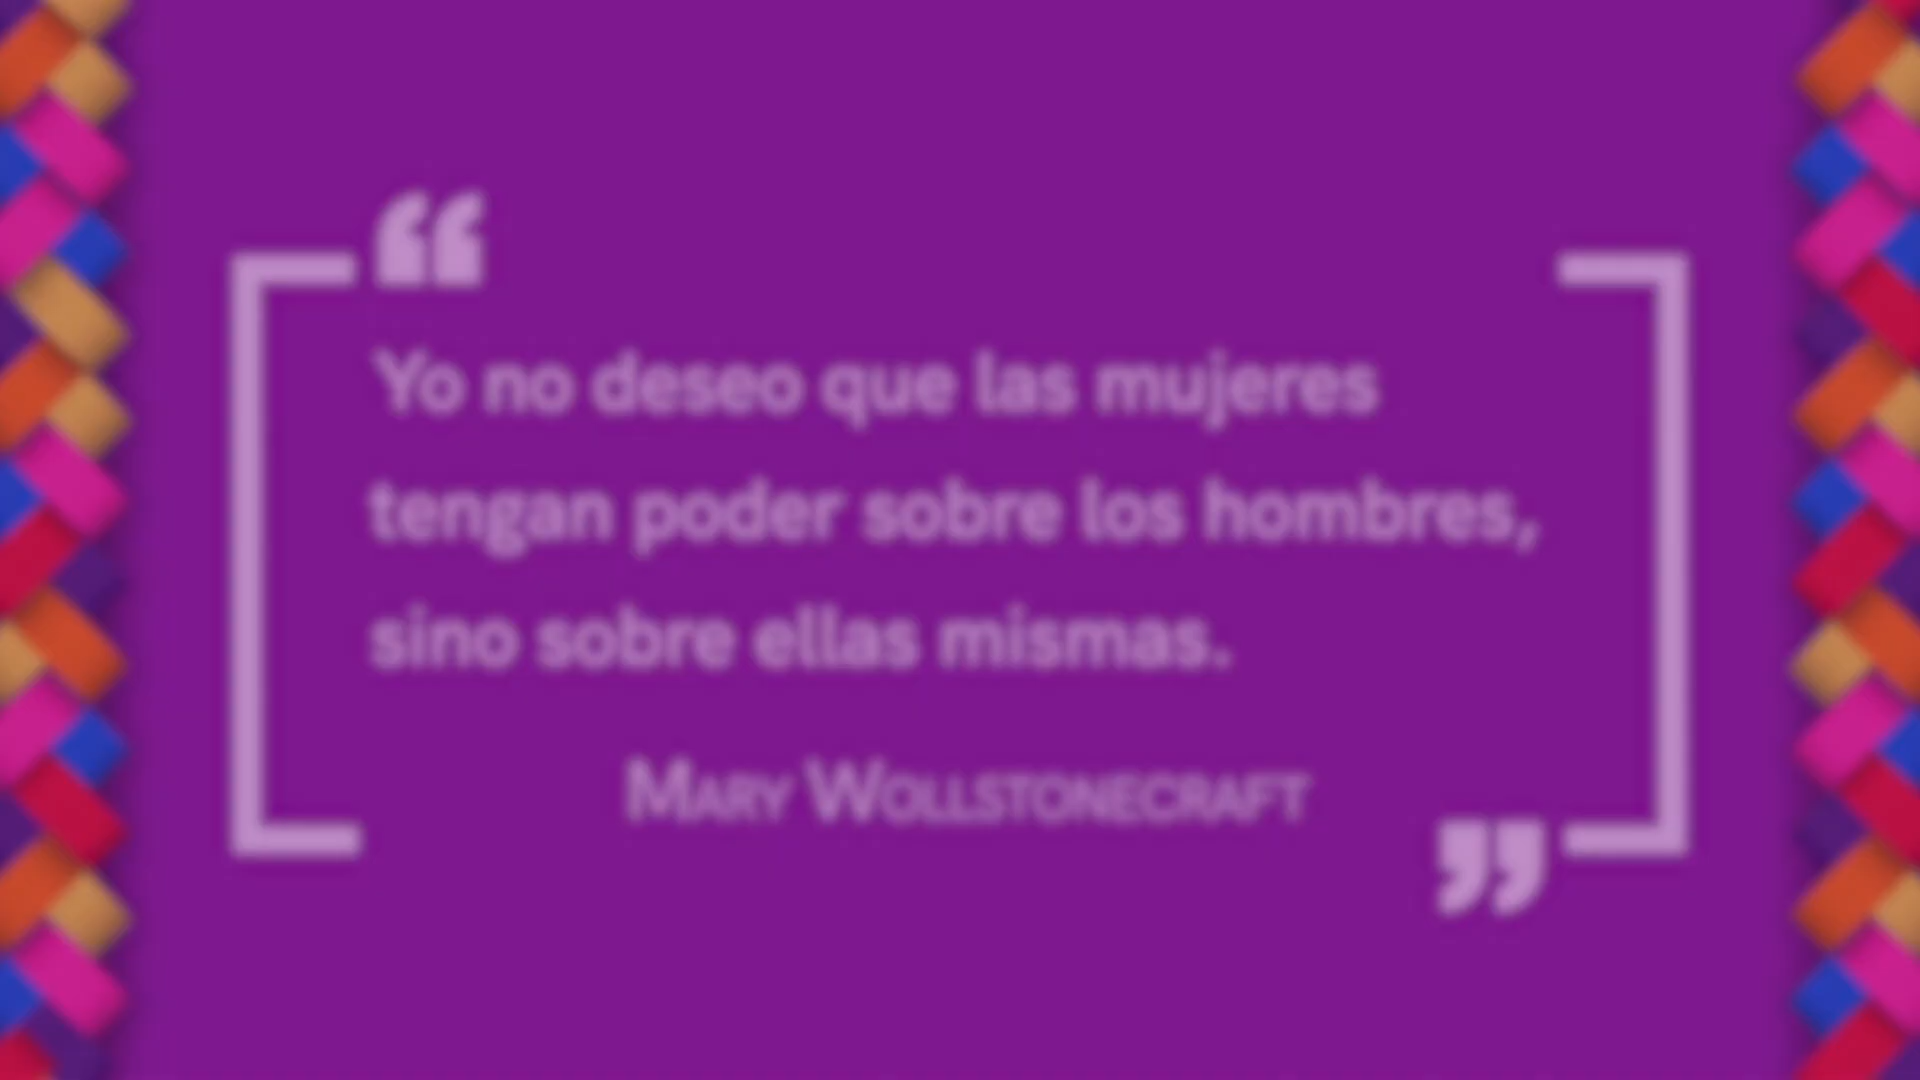 “
Yo no deseo que las mujeres
tengan poder sobre los hombres,
sino sobre ellas mismas.
Mary Wollstonecraft
”